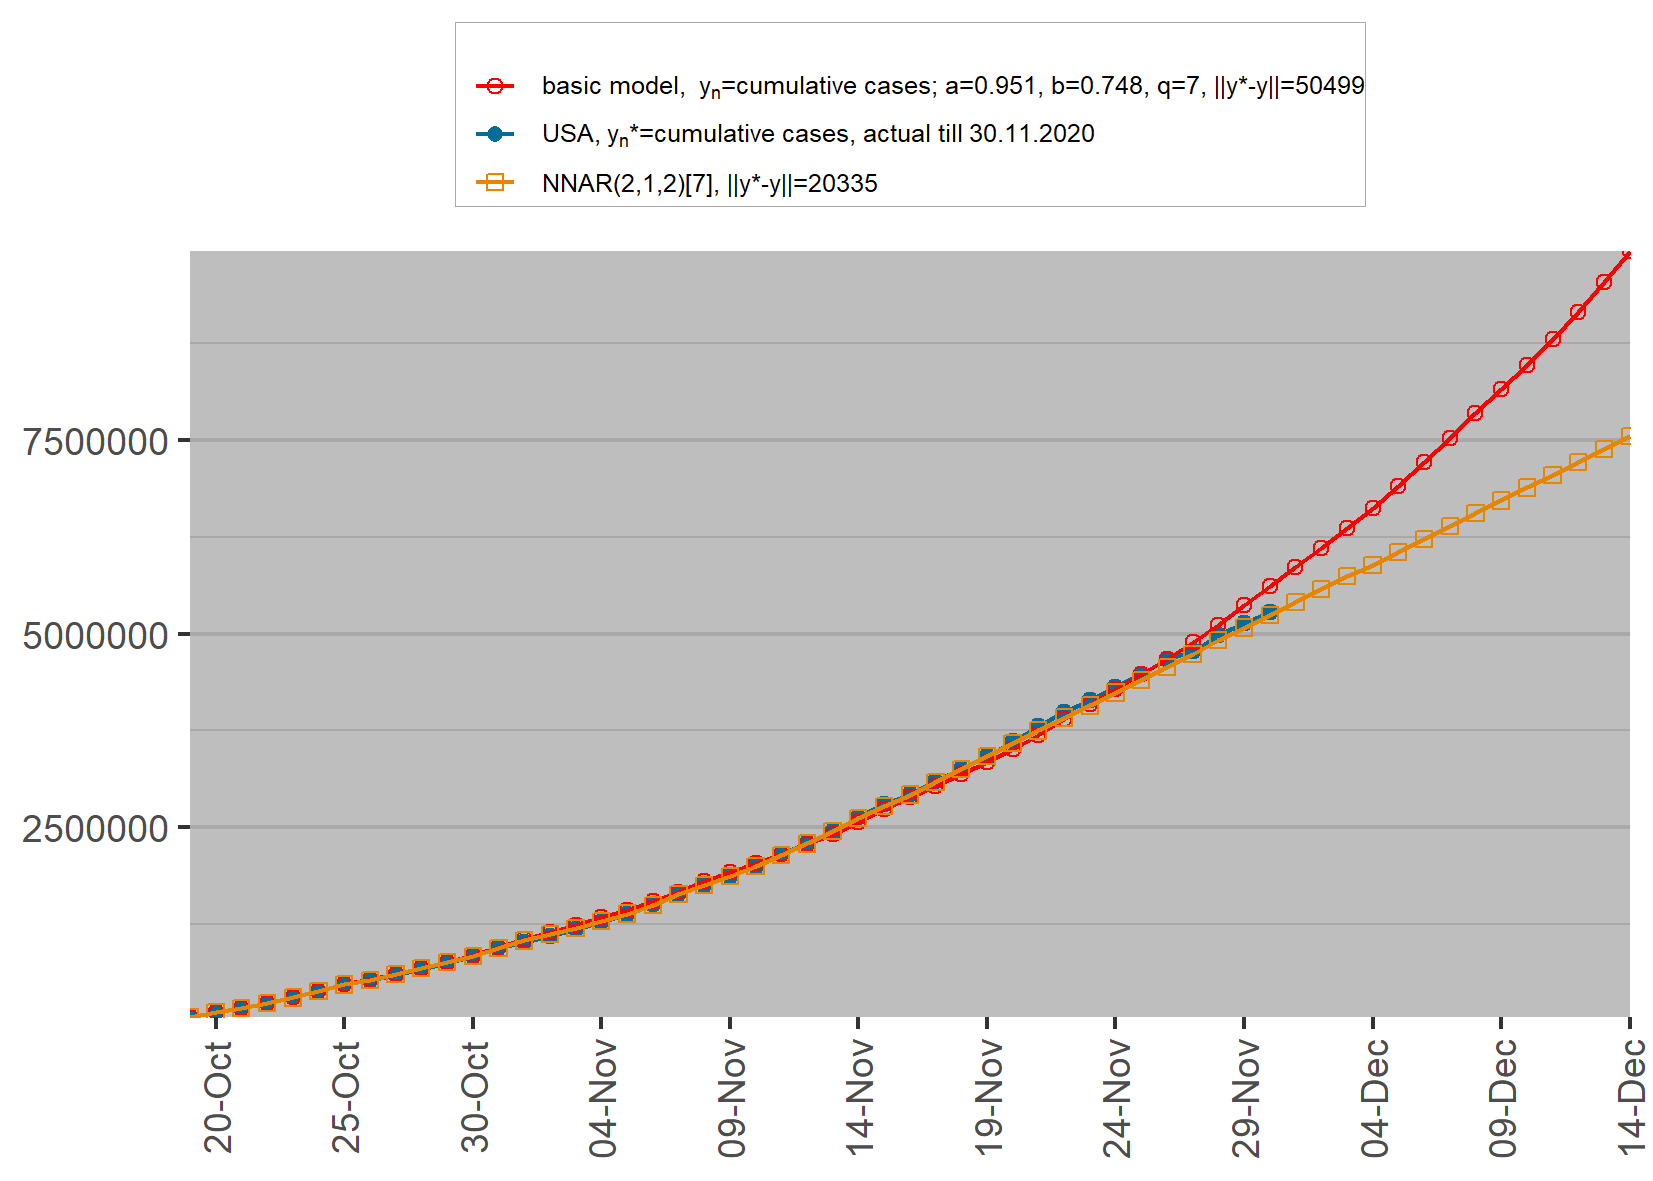 basic model, yₙ=cumulative cases; a=0.951, b=0.748, q=7, ||y*-y||=50499
USA, yₙ*=cumulative cases, actual till 30.11.2020
NNAR(2,1,2)[7], ||y*-y||=20335
7500000
5000000
2500000
20-Oct
25-Oct
30-Oct
04-Nov
09-Nov
14-Nov
19-Nov
24-Nov
29-Nov
04-Dec
09-Dec
14-Dec